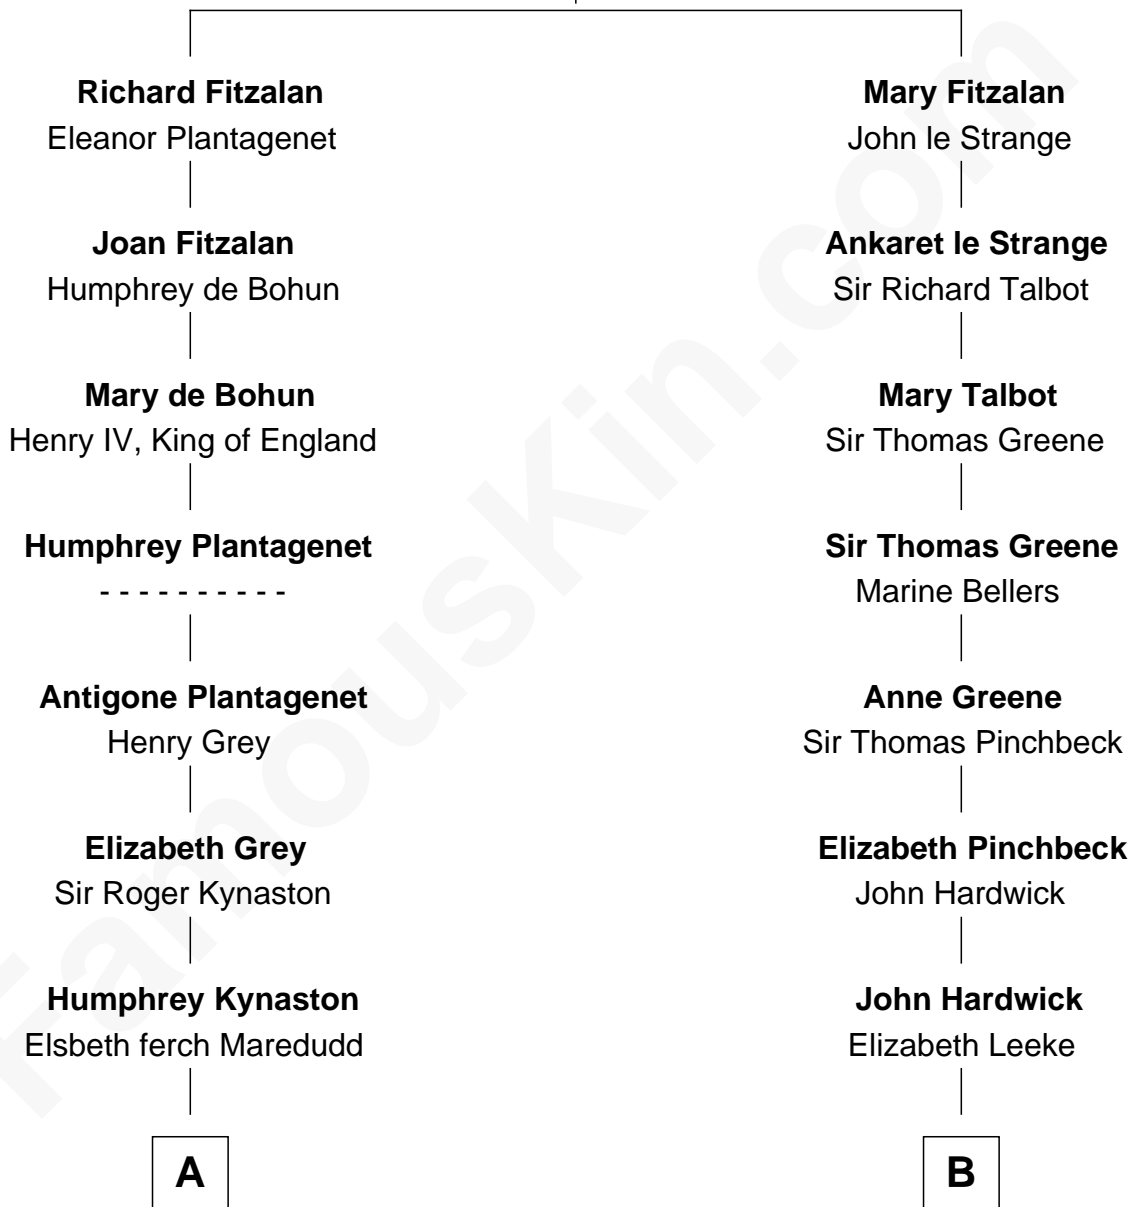 Richard Fitzalan
Eleanor Plantagenet
Joan Fitzalan
Humphrey de Bohun
Mary de Bohun
Henry IV, King of England
Humphrey Plantagenet
- - - - - - - - - -
Antigone Plantagenet
Henry Grey
Elizabeth Grey
Sir Roger Kynaston
Humphrey Kynaston
Elsbeth ferch Maredudd
A
Mary Fitzalan
John le Strange
Ankaret le Strange
Sir Richard Talbot
Mary Talbot
Sir Thomas Greene
Sir Thomas Greene
Marine Bellers
Anne Greene
Sir Thomas Pinchbeck
Elizabeth Pinchbeck
John Hardwick
John Hardwick
Elizabeth Leeke
B
FamousKin.com